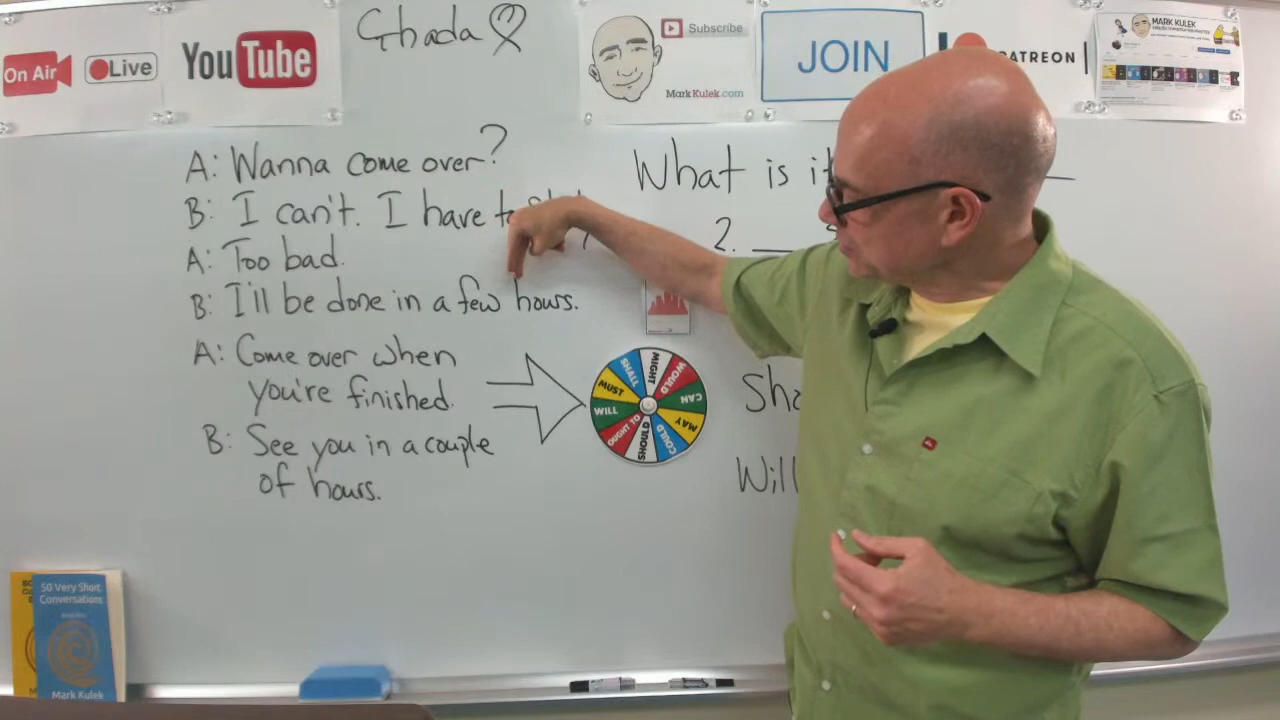 On Air
Live
YouTube
Ghada
Subscribe
MarkKulek.com
JOIN
MARK KULEK
A: Wanna come over?
B: I can't. I have to
A: Too bad.
B: I'll be done in a few hours.
A: Come over when
you're finished.
B: See you in a couple
of hours.
What is it
2.
SHALL
MIGHT
WOULD
CAN
MAY
COULD
SHOULD
OUGHT TO
WILL
MUST
Sha
Will
50 Very Short
Conversations
Mark Kulek